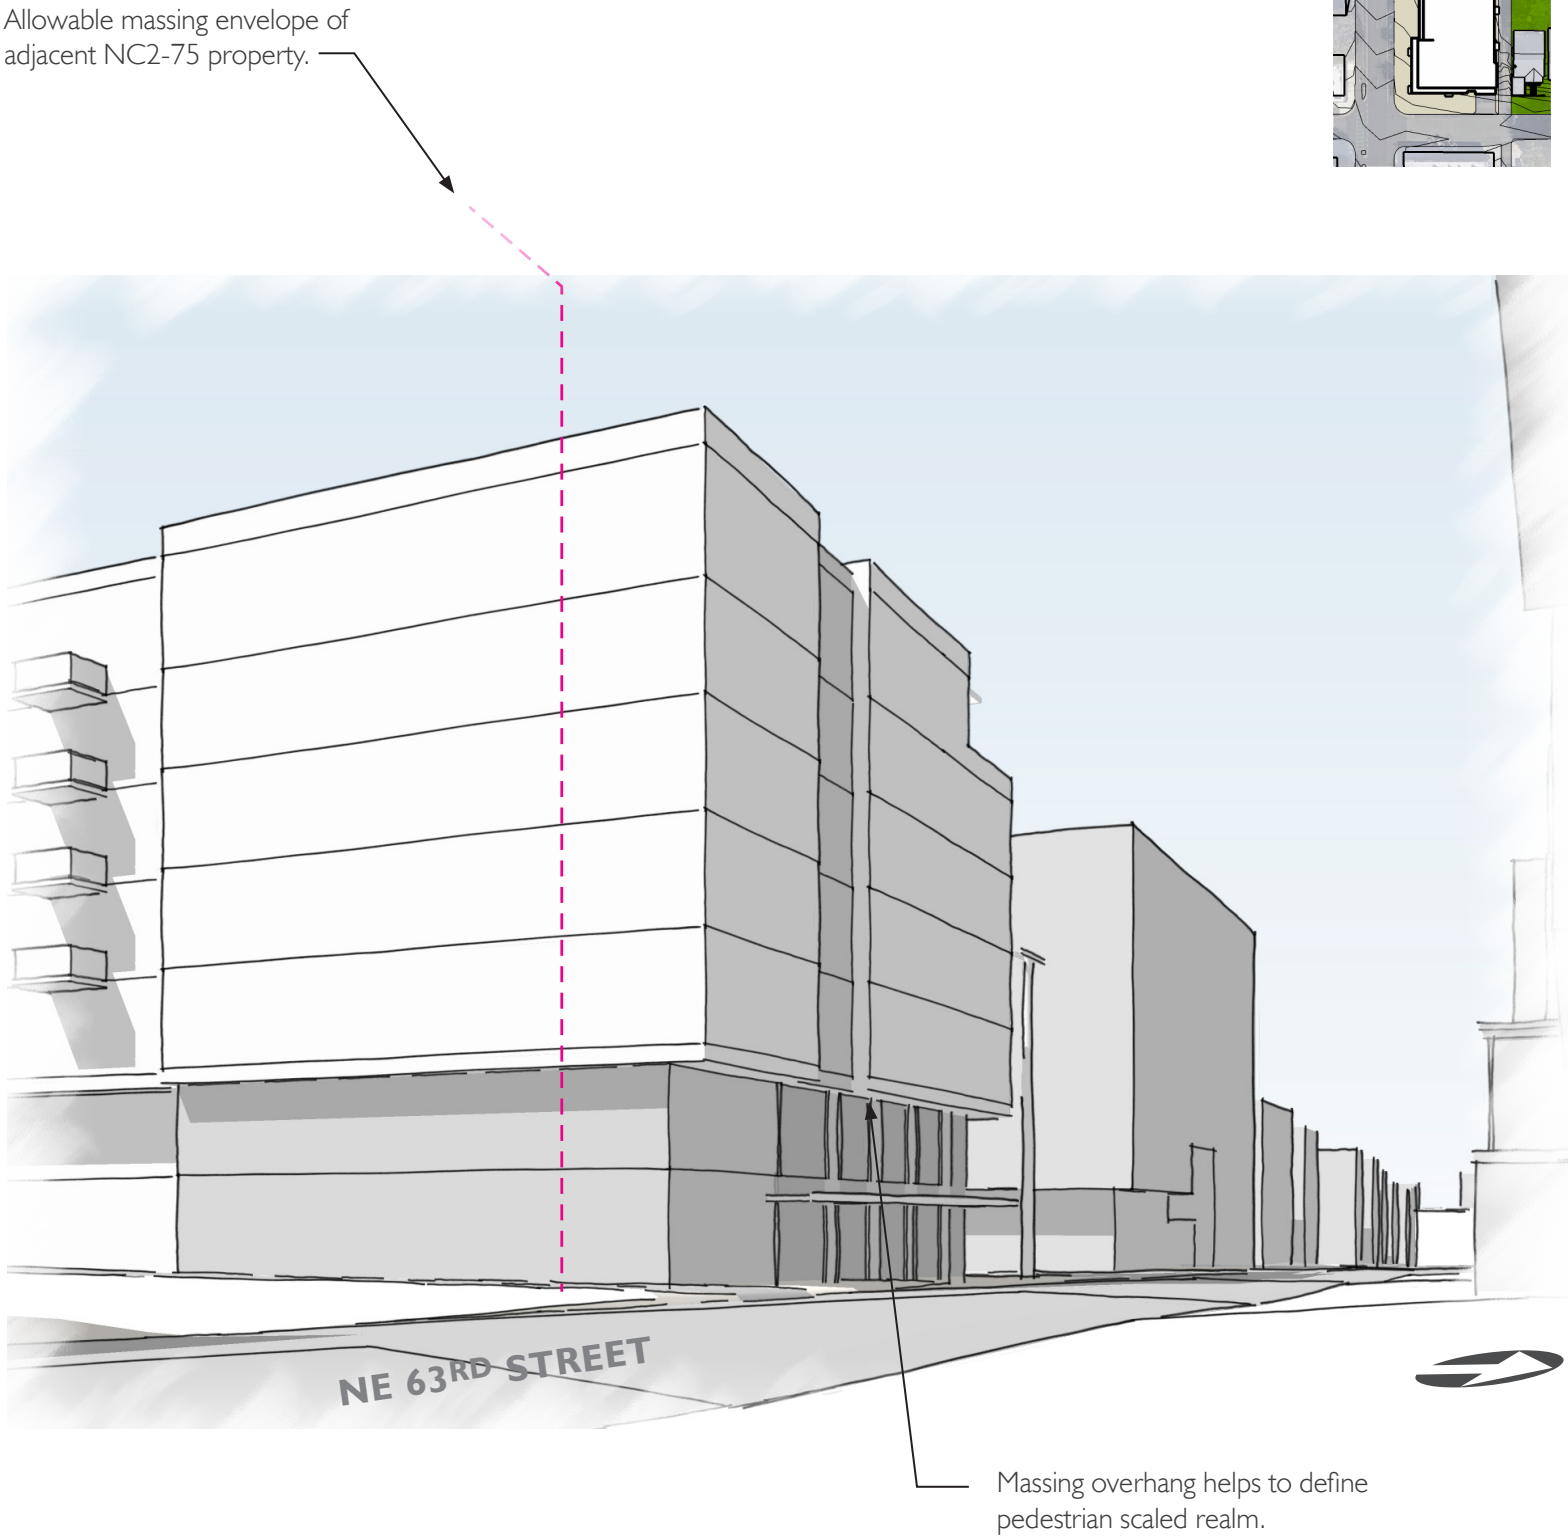 Allowable massing envelope of
adjacent NC2-75 property.
NE 63RD STREET
Massing overhang helps to define
pedestrian scaled realm.